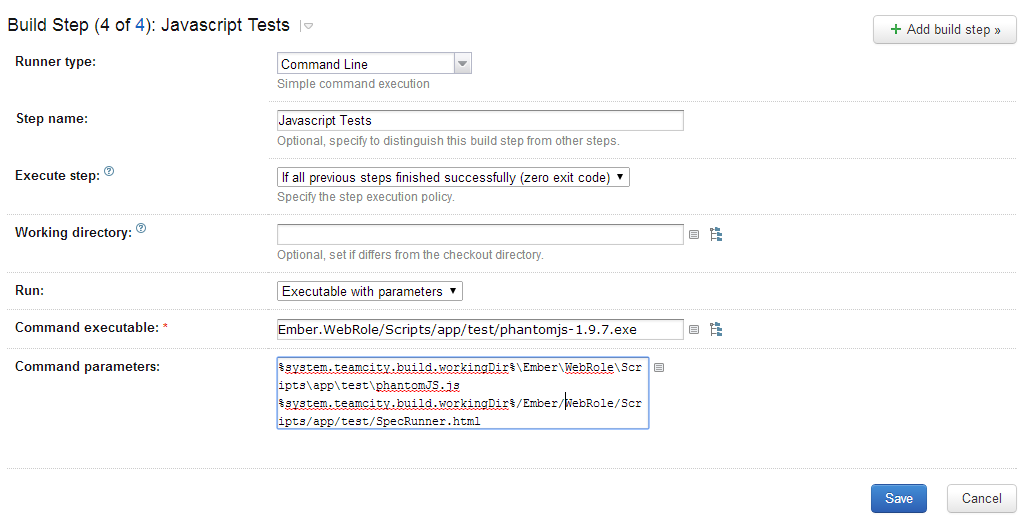 Build Step (4 of 4): Javascript Tests
+ Add build step »
Runner type:
Command Line
Simple command execution
Step name:
Javascript Tests
Optional, specify to distinguish this build step from other steps.
Execute step: ?
If all previous steps finished successfully (zero exit code)
Specify the step execution policy.
Working directory: ?
Optional, set if differs from the checkout directory.
Run:
Executable with parameters
Command executable: *
Ember.WebRole/Scripts/app/test/phantomjs-1.9.7.exe
Command parameters:
%system.teamcity.build.workingDir%\Ember\WebRole\Scr
ipts\app\test\phantomJS.js
%system.teamcity.build.workingDir%/Ember/WebRole/Scr
ipts/app/test/SpecRunner.html
Save
Cancel